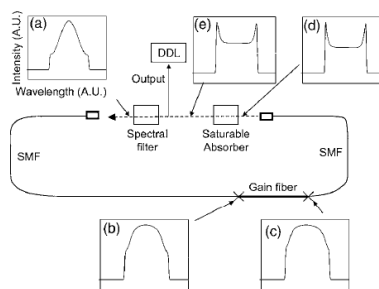 (a)
Intensity (A.U.)
Wavelength (A.U.)
DDL
Output
(e)
(d)
Spectral
filter
Saturable
Absorber
SMF
SMF
Gain fiber
(b)
(c)